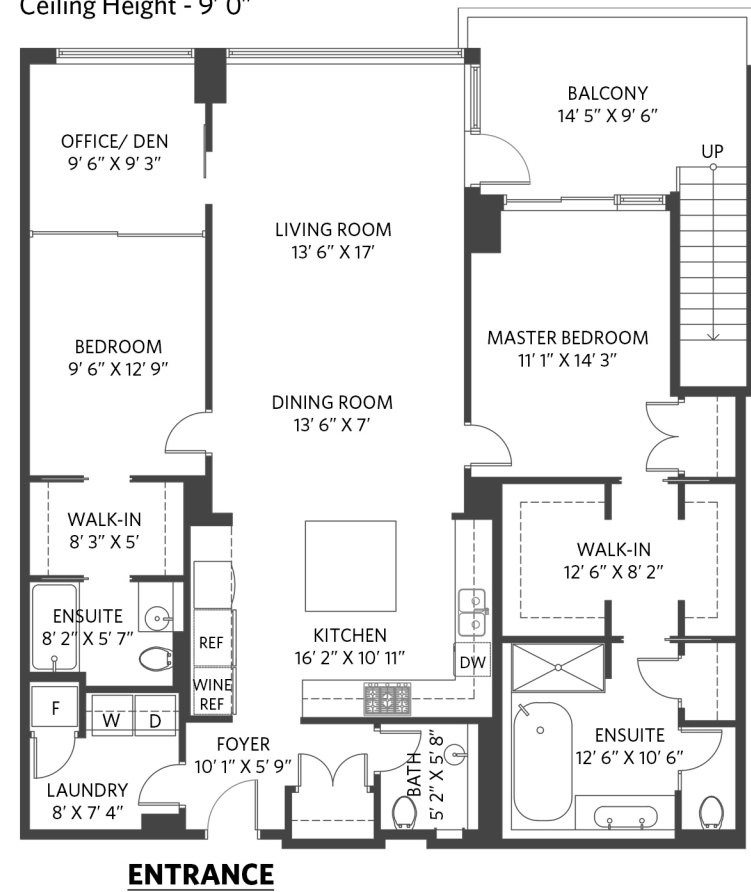 Ceiling Height - 9' 0"
BALCONY
14' 5" X 9' 6"
OFFICE/ DEN
9' 6" X 9' 3"
UP
LIVING ROOM
13' 6" X 17'
BEDROOM
9' 6" X 12' 9"
MASTER BEDROOM
11' 1" X 14' 3"
DINING ROOM
13' 6" X 7'
WALK-IN
8' 3" X 5'
WALK-IN
12' 6" X 8' 2"
ENSUITE
8' 2" X 5' 7"
REF
KITCHEN
16' 2" X 10' 11"
DW
WINE
REF
F
W
D
FOYER
10' 1" X 5' 9"
BATH
5' 2" X 5' 8"
ENSUITE
12' 6" X 10' 6"
LAUNDRY
8' X 7' 4"
ENTRANCE